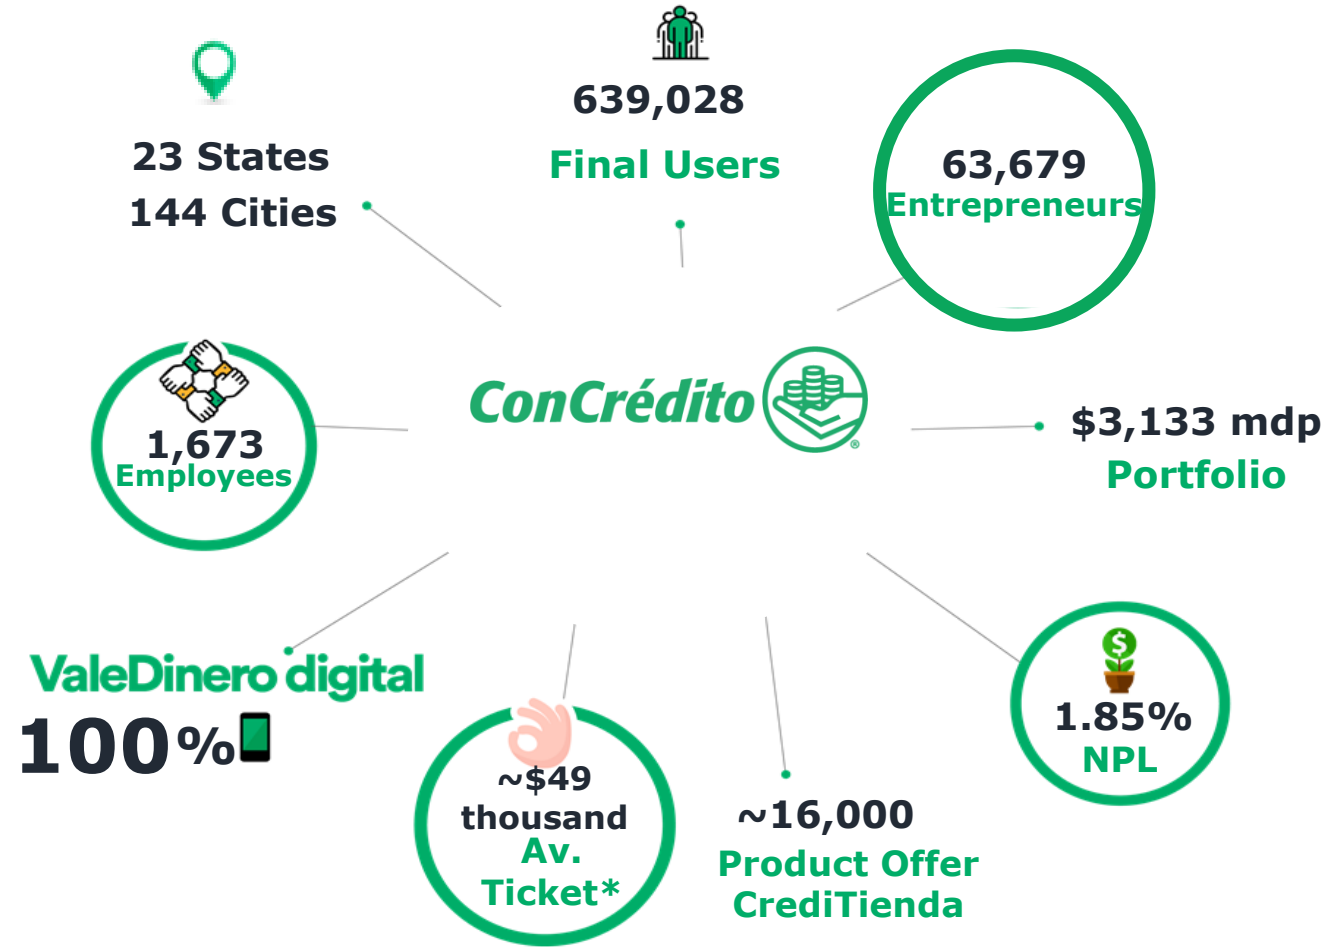 639,028
Final Users
23 States
144 Cities
63,679
Entrepreneurs
ConCrédito
®
1,673
Employees
$3,133 mdp
Portfolio
ValeDinero digital
100%
$
1.85%
NPL
~$49
thousand
Av.
Ticket*
~16,000
Product Offer
CrediTienda